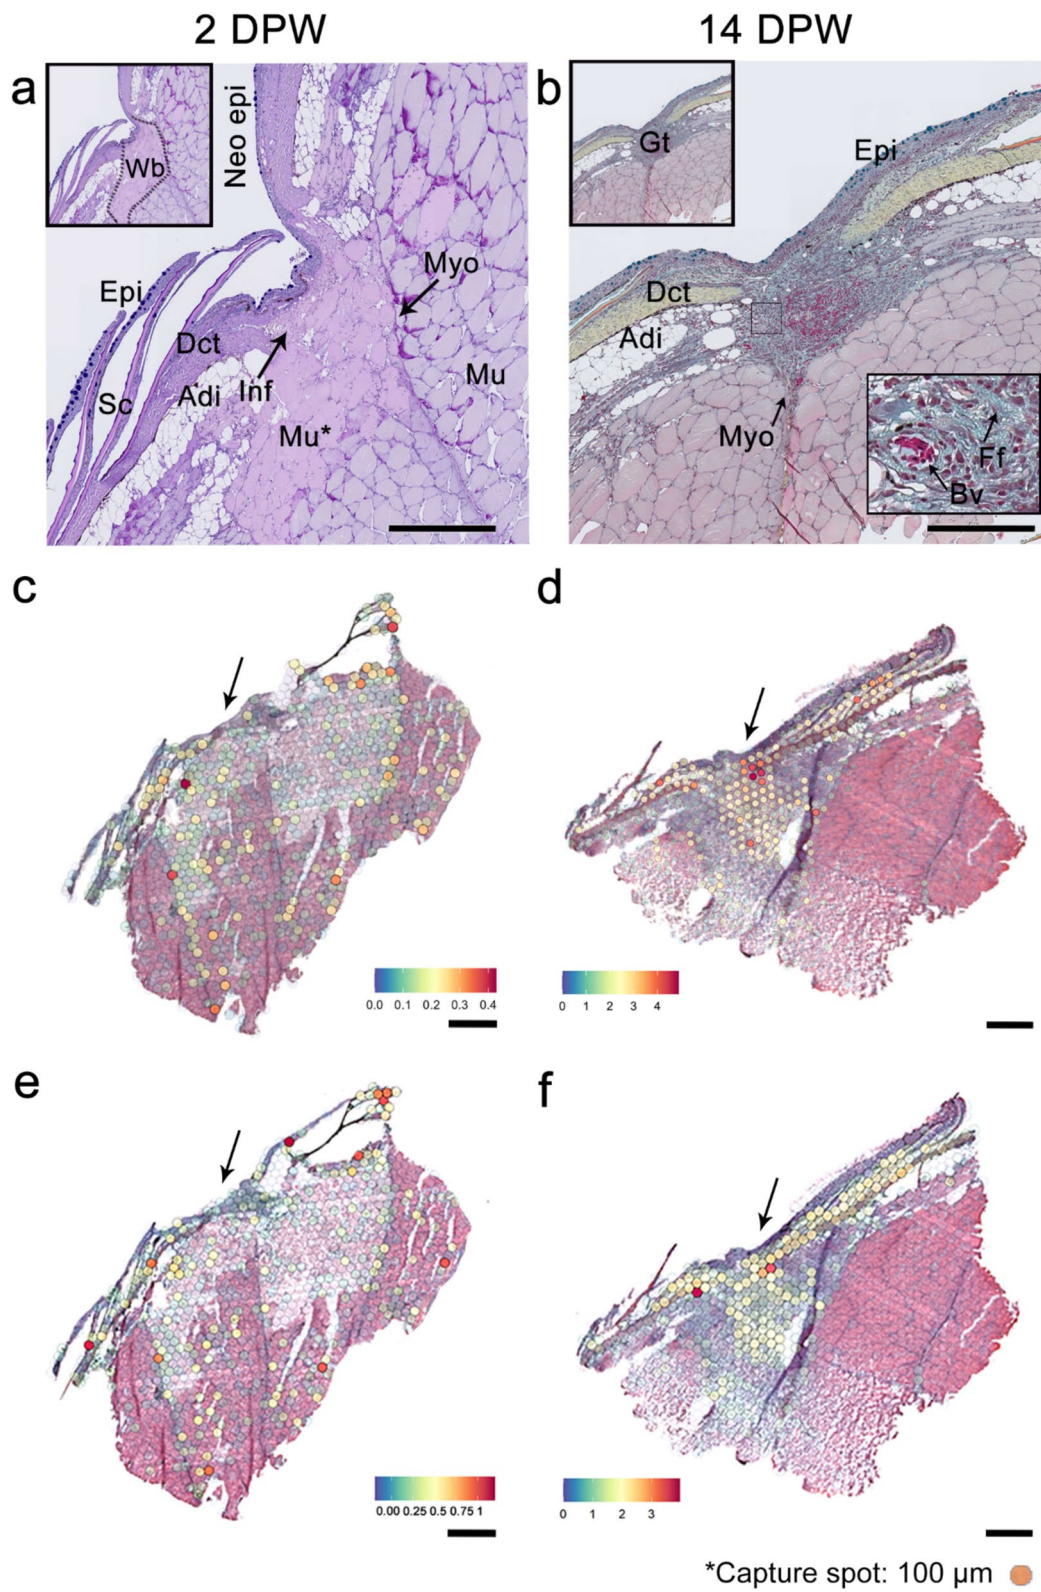 2 DPW
14 DPW
a
Wb
Neo epi
Epi
Sc
Dct
Adi
Inf
Mu*
Myo
Mu
b
Gt
Epi
Dct
Adi
Myo
Ff
Bv
c
0.0 0.1 0.2 0.3 0.4
d
0 1 2 3 4
e
0.00 0.25 0.5 0.75 1
f
0 1 2 3
*Capture spot: 100 µm